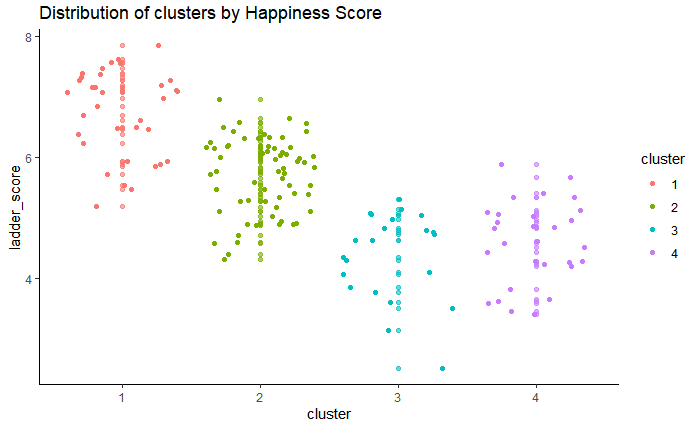 Distribution of clusters by Happiness Score
8
6
4
ladder_score
1 2 3 4
cluster
cluster
1
2
3
4